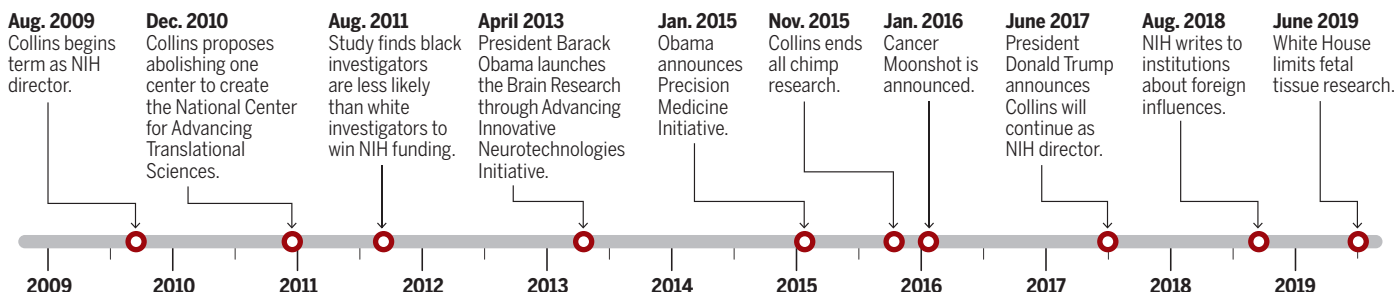 Aug. 2009
Collins begins
term as NIH
director.
Dec. 2010
Collins proposes
abolishing one
center to create
the National Center
for Advancing
Translational
Sciences.
Aug. 2011
Study finds black
investigators
are less likely
than white
investigators to
win NIH funding.
April 2013
President Barack
Obama launches
the Brain Research
through Advancing
Innovative
Neurotechnologies
Initiative.
Jan. 2015
Obama
announces
Precision
Medicine
Initiative.
Nov. 2015
Collins ends
all chimp
research.
Jan. 2016
Cancer
Moonshot is
announced.
June 2017
President
Donald Trump
announces
Collins will
continue as
NIH director.
Aug. 2018
NIH writes to
institutions
about foreign
influences.
June 2019
White House
limits fetal
tissue research.
2009 2010 2011 2012 2013 2014 2015 2016 2017 2018 2019